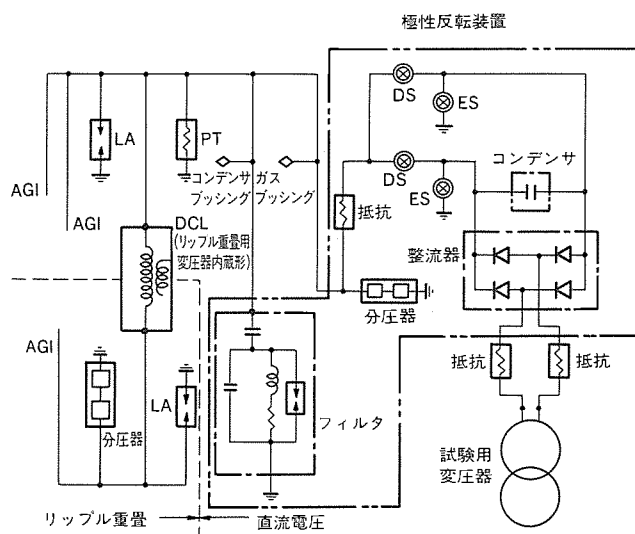 極性反転装置
DS
ES
LA
PT
コンデンサ
ブッシング
ガス
ブッシング
DS
ES
コンデンサ
AGI
AGI
抵抗
DCL
(リップル重畳用
変圧器内蔵形)
整流器
分圧器
AGI
抵抗
抵抗
LA
分圧器
フィルタ
試験用
変圧器
リップル重畳
直流電圧